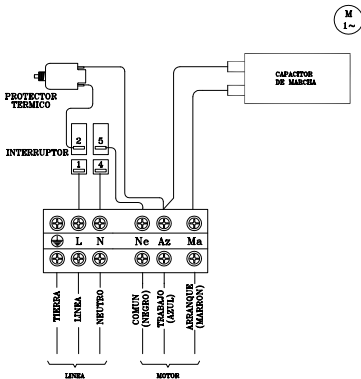 M
1~
PROTECTOR
TERMICO
CAPACITOR
DE MARCHA
INTERRUPTOR
2 5
1 4
L N Ne Az Ma
TIERRA
LINEA
NEUTRO
COMUN
(NEGRO)
TRABAJO
(AZUL)
ARRANQUE
(MARRON)
LINEA
MOTOR